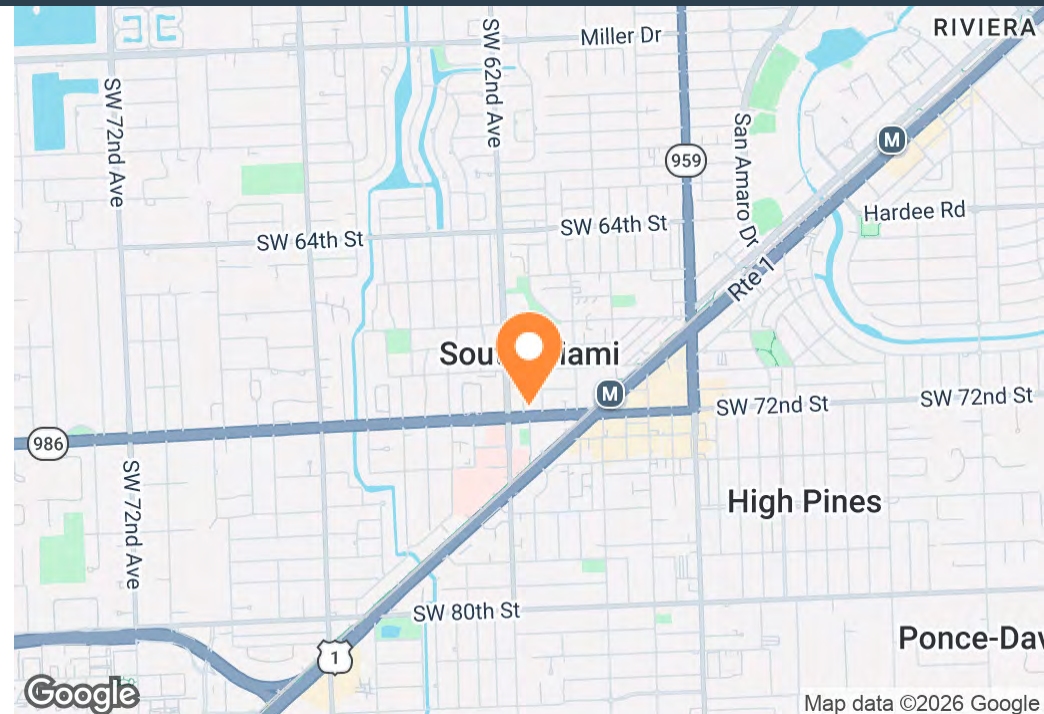 RIVIERA
Miller Dr
SW 62nd Ave
SW 72nd Ave
San Amaro Dr
M
959
Hardee Rd
SW 64th St
SW 64th St
Rte 1
South Miami
M
SW 72nd St
SW 72nd St
986
SW 72nd Ave
High Pines
SW 80th St
Ponce-Dav
1
Google
Map data ©2026 Google